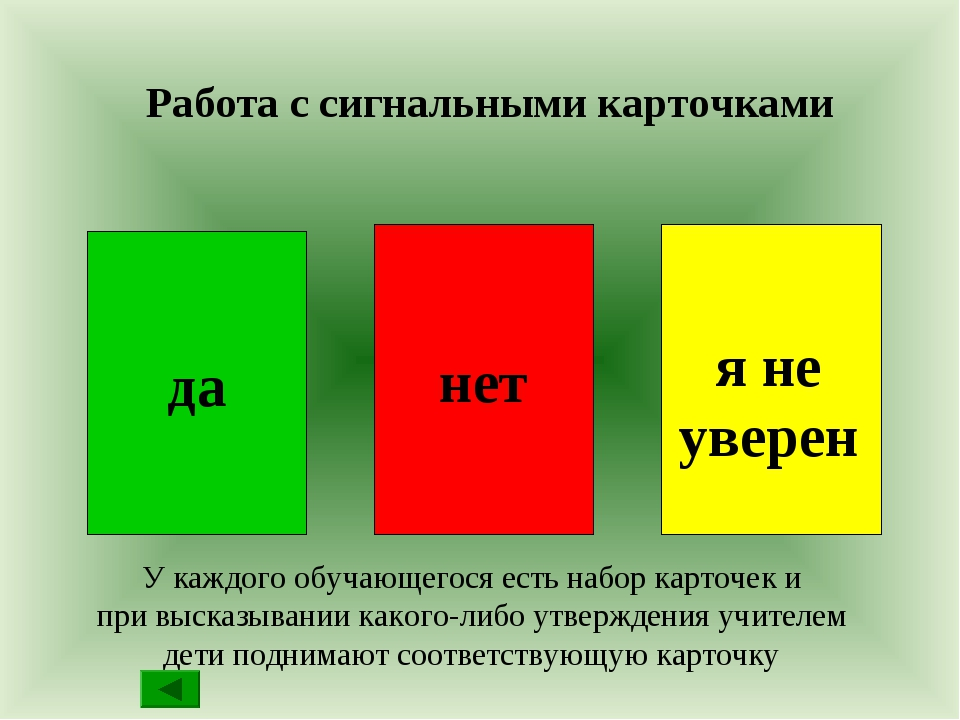 Работа с сигнальными карточками
да
нет
я не
уверен
У каждого обучающегося есть набор карточек и
при высказывании какого-либо утверждения учителем
дети поднимают соответствующую карточку